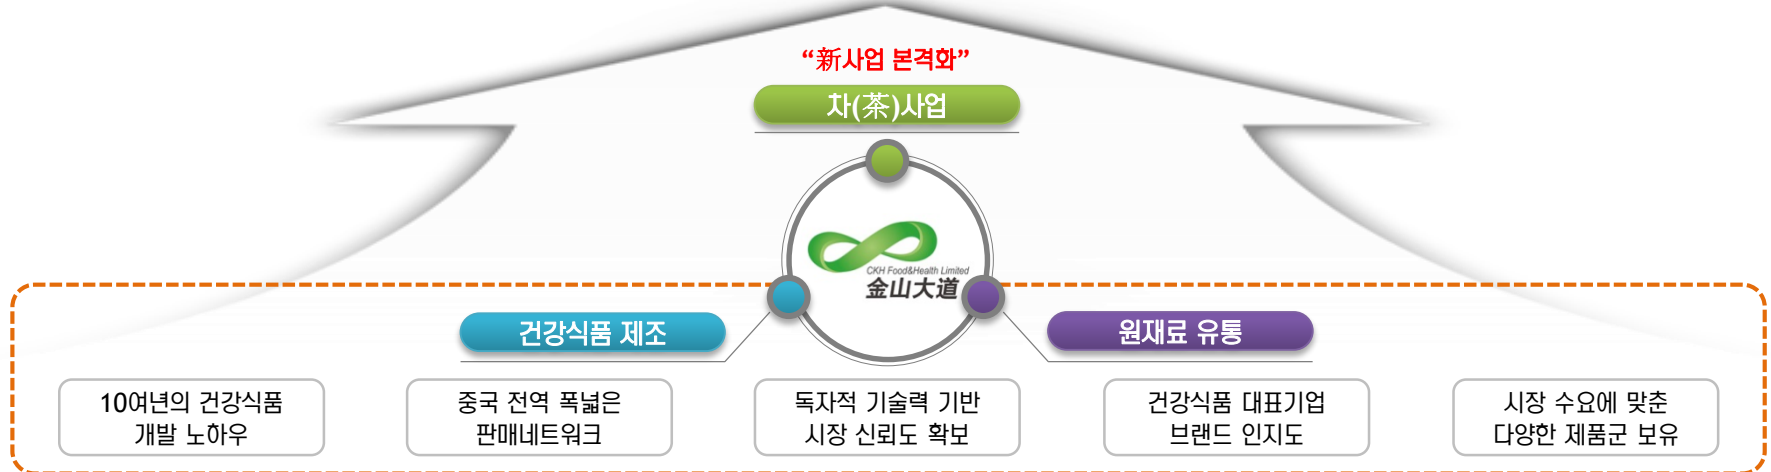 “新사업 본격화”
차(茶)사업
CKH Food&Health Limited
金山大道
건강식품 제조
원재료 유통
10여년의 건강식품
개발 노하우
중국 전역 폭넓은
판매네트워크
독자적 기술력 기반
시장 신뢰도 확보
건강식품 대표기업
브랜드 인지도
시장 수요에 맞춘
다양한 제품군 보유